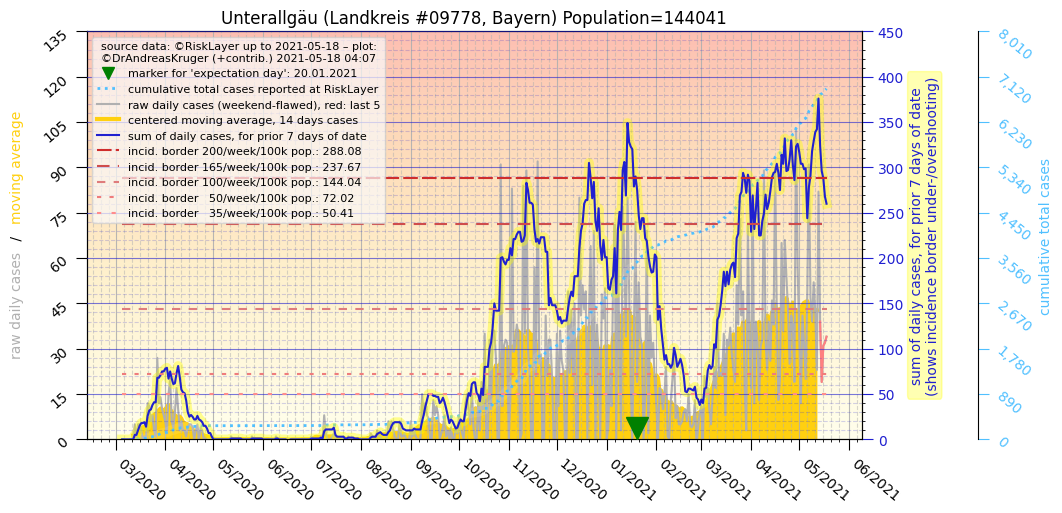 Unterallgäu (Landkreis #09778, Bayern) Population=144041
source data: ©RiskLayer up to 2021-05-18 – plot:
©DrAndreasKruger (+contrib.) 2021-05-18 04:07
marker for 'expectation day': 20.01.2021
cumulative total cases reported at RiskLayer
raw daily cases (weekend-flawed), red: last 5
centered moving average, 14 days cases
sum of daily cases, for prior 7 days of date
incid. border 200/week/100k pop.: 288.08
incid. border 165/week/100k pop.: 237.67
incid. border 100/week/100k pop.: 144.04
incid. border 50/week/100k pop.: 72.02
incid. border 35/week/100k pop.: 50.41
raw daily cases / moving average
135
120
105
90
75
60
45
30
15
0
03/2020
04/2020
05/2020
06/2020
07/2020
08/2020
09/2020
10/2020
11/2020
12/2020
01/2021
02/2021
03/2021
04/2021
05/2021
06/2021
450
400
350
300
250
200
150
100
50
0
sum of daily cases, for prior 7 days of date
(shows incidence border under-/overshooting)
8,010
7,120
6,230
5,340
4,450
3,560
2,670
1,780
890
0
cumulative total cases